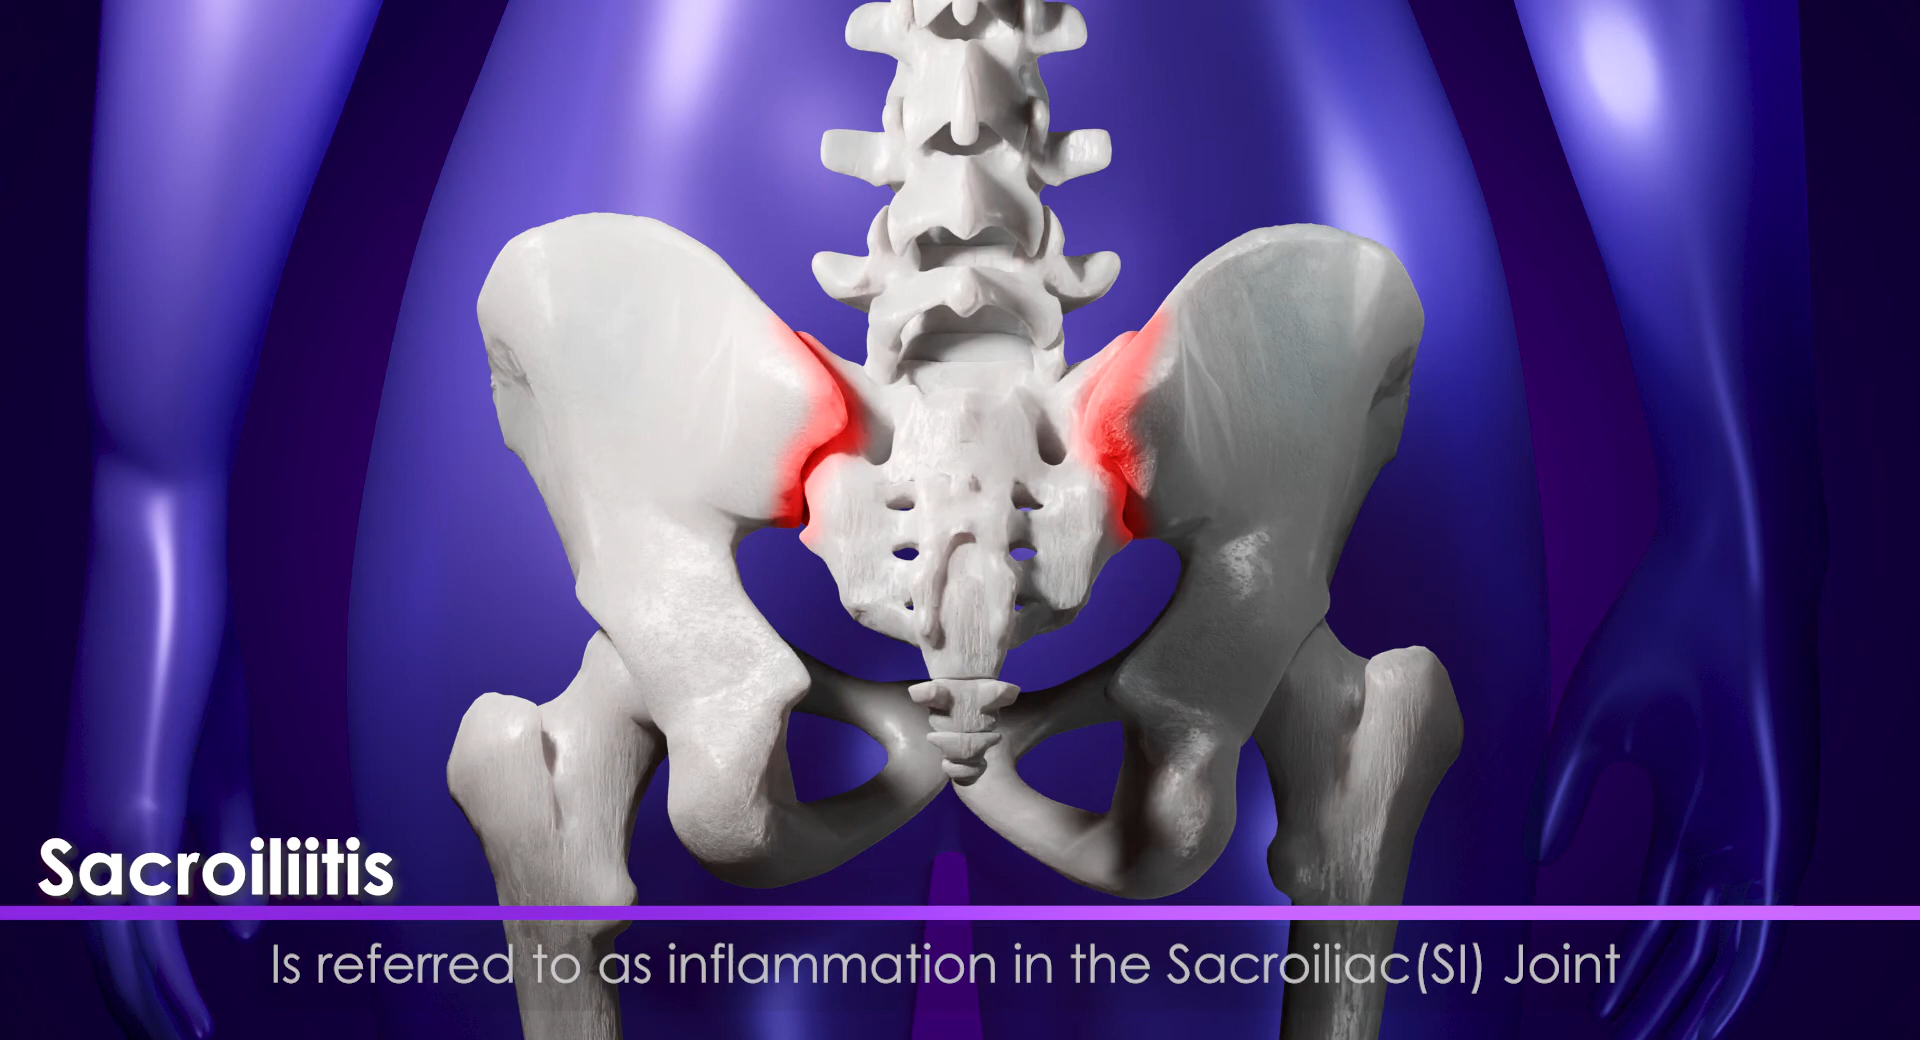 Sacroiliitis
Is referred to as inflammation in the Sacroiliac(SI) Joint